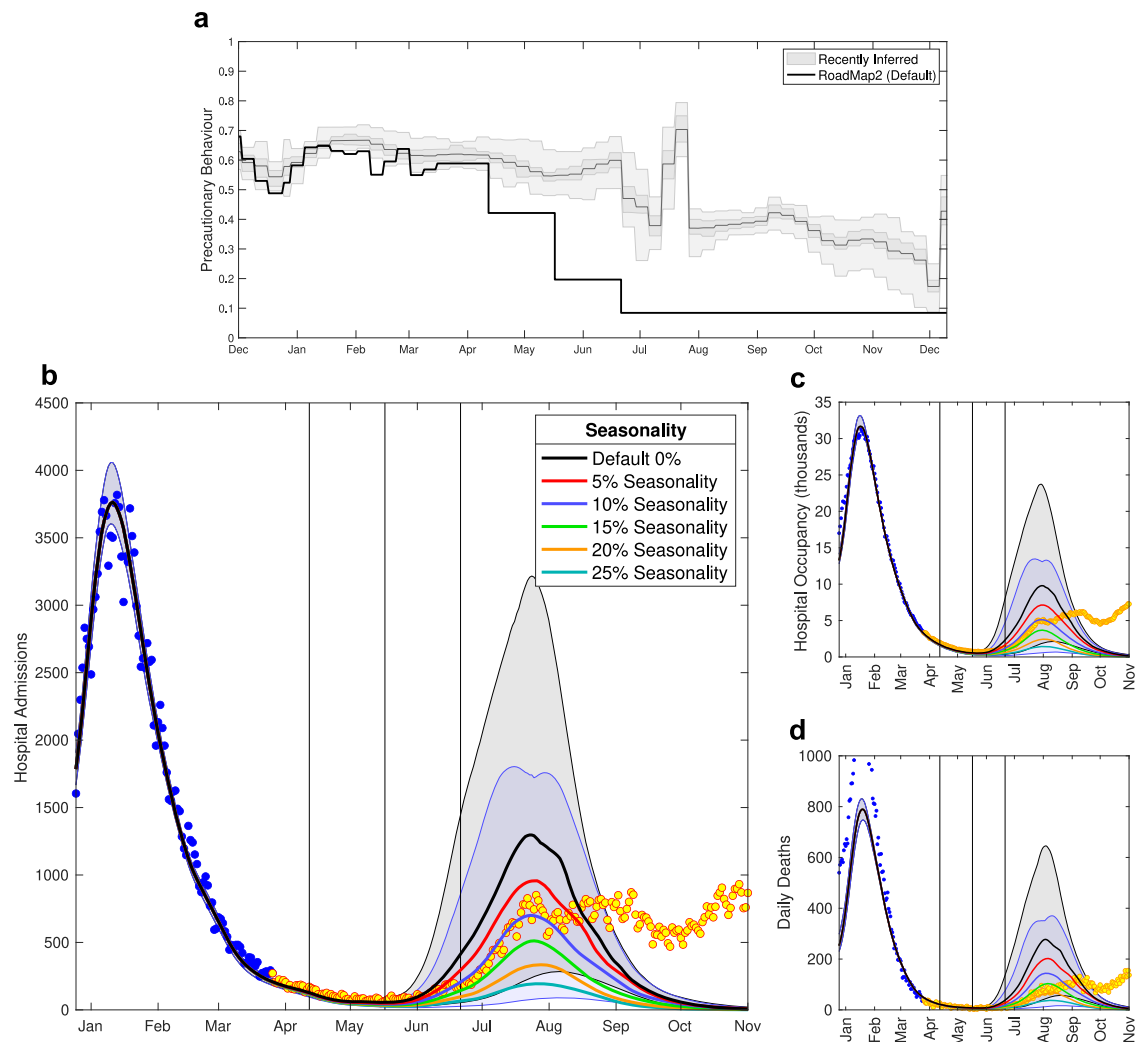 a
Precautionary Behaviour
1
0.9
0.8
0.7
0.6
0.5
0.4
0.3
0.2
0.1
0
Dec Jan Feb Mar Apr May Jun Jul Aug Sep Oct Nov Dec
Recently Inferred
RoadMap2 (Default)
b
Hospital Admissions
4500
4000
3500
3000
2500
2000
1500
1000
500
0
Jan Feb Mar Apr May Jun Jul Aug Sep Oct Nov
Seasonality
Default 0%
5% Seasonality
10% Seasonality
15% Seasonality
20% Seasonality
25% Seasonality
c
Hospital Occupancy (thousands)
35
30
25
20
15
10
5
0
Jan Feb Mar Apr May Jun Jul Aug Sep Oct Nov
d
Daily Deaths
1000
800
600
400
200
0
Jan Feb Mar Apr May Jun Jul Aug Sep Oct Nov